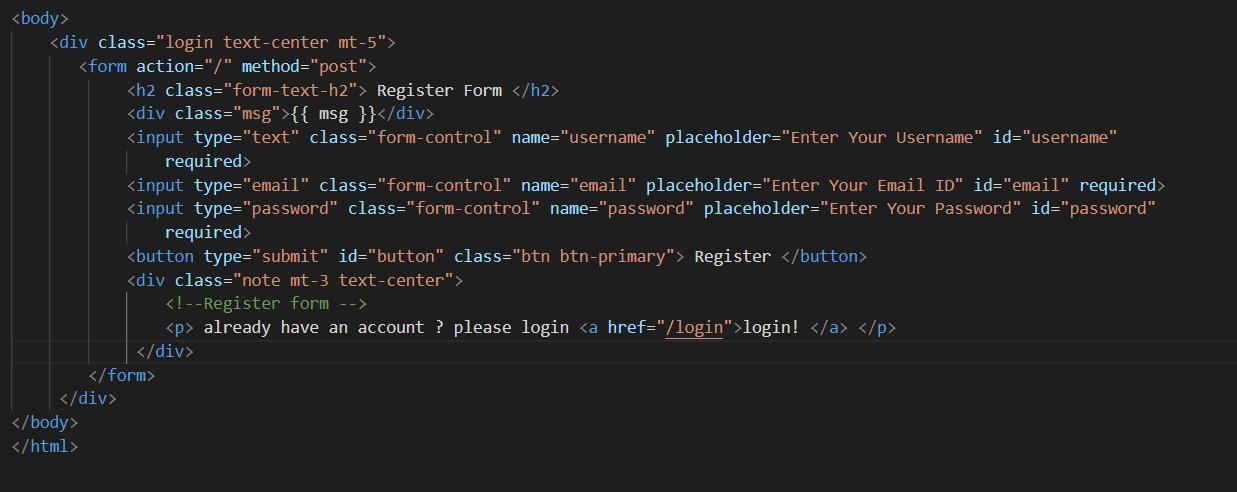 <body>
<div class="login text-center mt-5">
<form action="/" method="post">
<h2 class="form-text-h2"> Register Form </h2>
<div class="msg">{{ msg }}</div>
<input type="text" class="form-control" name="username" placeholder="Enter Your Username" id="username"
required>
<input type="email" class="form-control" name="email" placeholder="Enter Your Email ID" id="email" required>
<input type="password" class="form-control" name="password" placeholder="Enter Your Password" id="password"
required>
<button type="submit" id="button" class="btn btn-primary"> Register </button>
<div class="note mt-3 text-center">
<!--Register form -->
<p> already have an account ? please login <a href="/login">login! </a> </p>
</div>
</form>
</div>
</body>
</html>